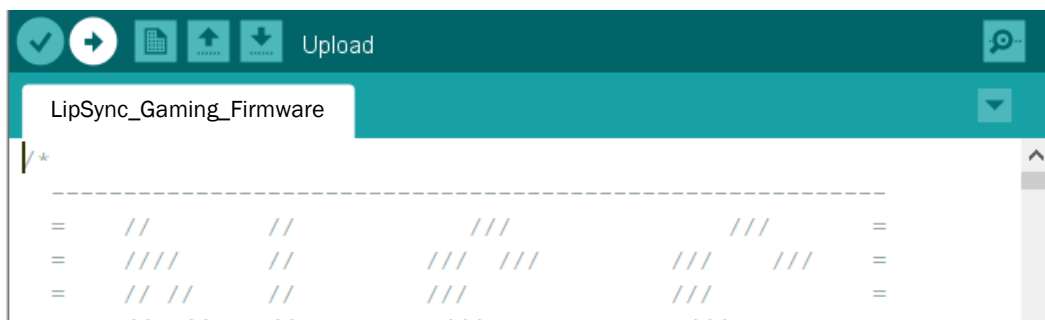 Upload
LipSync_Gaming_Firmware
/*
----------------------------------------------------------
=    //        //            ///               ///     =
=    ////      //         ///  ///         ///    ///  =
=    // //     //         ///              ///         =